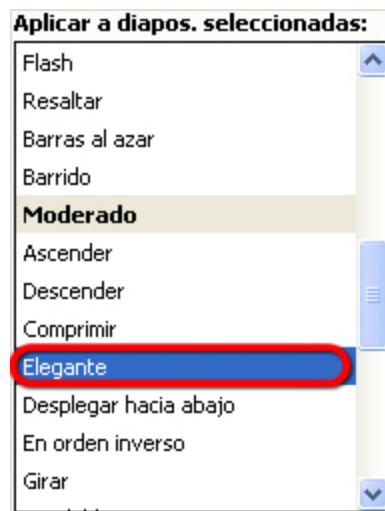 Aplicar a diapos. seleccionadas:
Flash
Resaltar
Barras al azar
Barrido
Moderado
Ascender
Descender
Comprimir
Elegante
Desplegar hacia abajo
En orden inverso
Girar